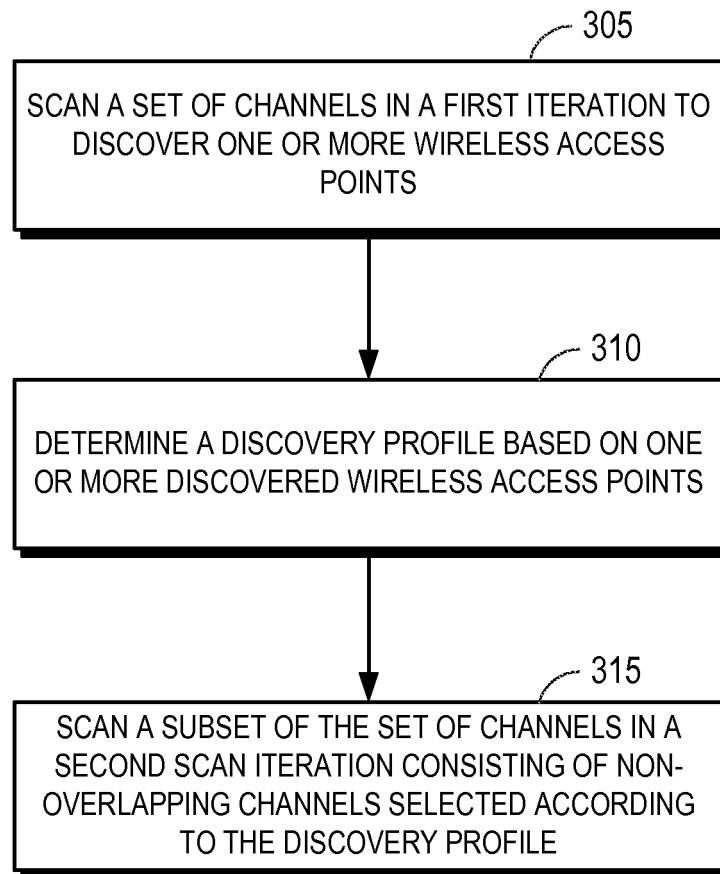 305
SCAN A SET OF CHANNELS IN A FIRST ITERATION TO
DISCOVER ONE OR MORE WIRELESS ACCESS
POINTS
310
DETERMINE A DISCOVERY PROFILE BASED ON ONE
OR MORE DISCOVERED WIRELESS ACCESS POINTS
315
SCAN A SUBSET OF THE SET OF CHANNELS IN A
SECOND SCAN ITERATION CONSISTING OF NON-
OVERLAPPING CHANNELS SELECTED ACCORDING
TO THE DISCOVERY PROFILE